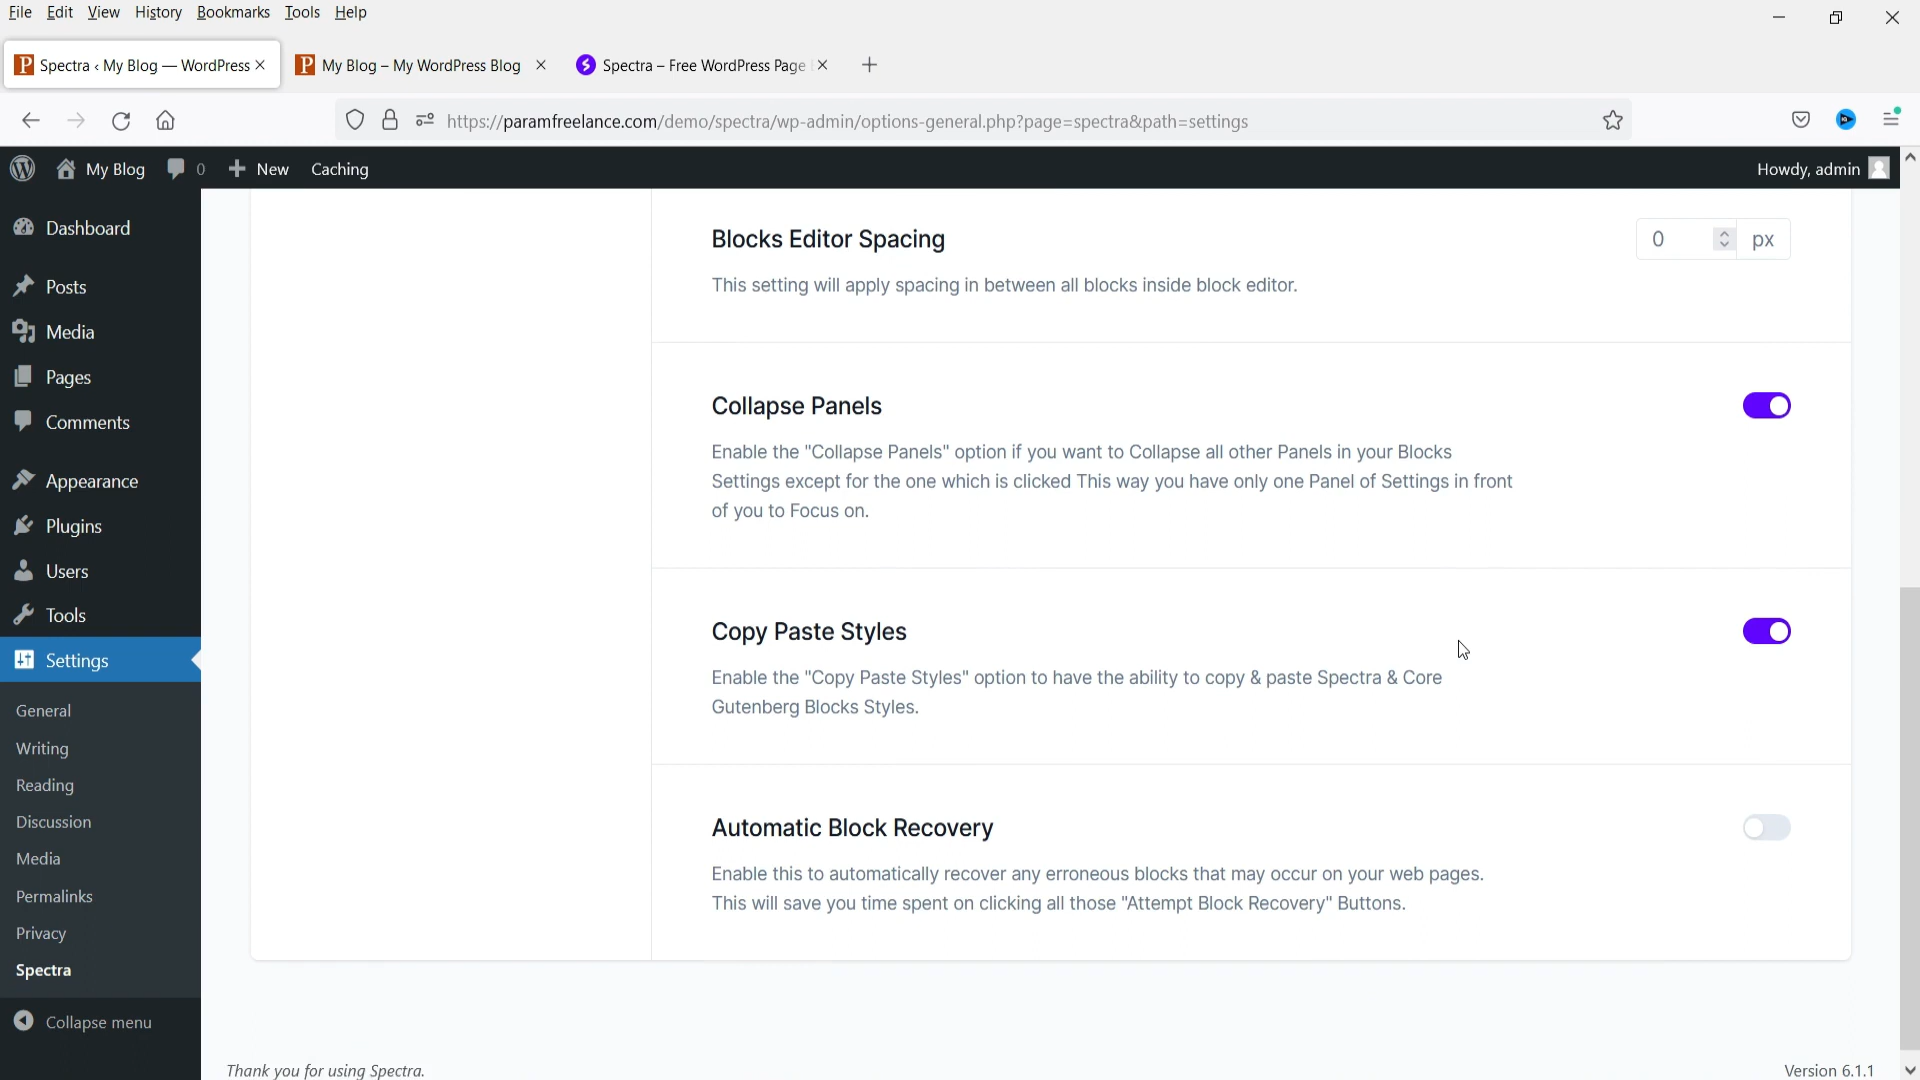 File Edit View History Bookmarks Tools Help
Spectra ‹ My Blog — WordPress
My Blog – My WordPress Blog
Spectra – Free WordPress Page
https://paramfreelance.com/demo/spectra/wp-admin/options-general.php?page=spectra&path=settings
My Blog 0 New Caching Howdy, admin
Dashboard
Posts
Media
Pages
Comments
Appearance
Plugins
Users
Tools
Settings
General
Writing
Reading
Discussion
Media
Permalinks
Privacy
Spectra
Collapse menu
Blocks Editor Spacing
0 px
This setting will apply spacing in between all blocks inside block editor.
Collapse Panels
Enable the "Collapse Panels" option if you want to Collapse all other Panels in your Blocks
Settings except for the one which is clicked This way you have only one Panel of Settings in front
of you to Focus on.
Copy Paste Styles
Enable the "Copy Paste Styles" option to have the ability to copy & paste Spectra & Core
Gutenberg Blocks Styles.
Automatic Block Recovery
Enable this to automatically recover any erroneous blocks that may occur on your web pages.
This will save you time spent on clicking all those "Attempt Block Recovery" Buttons.
Thank you for using Spectra.
Version 6.1.1